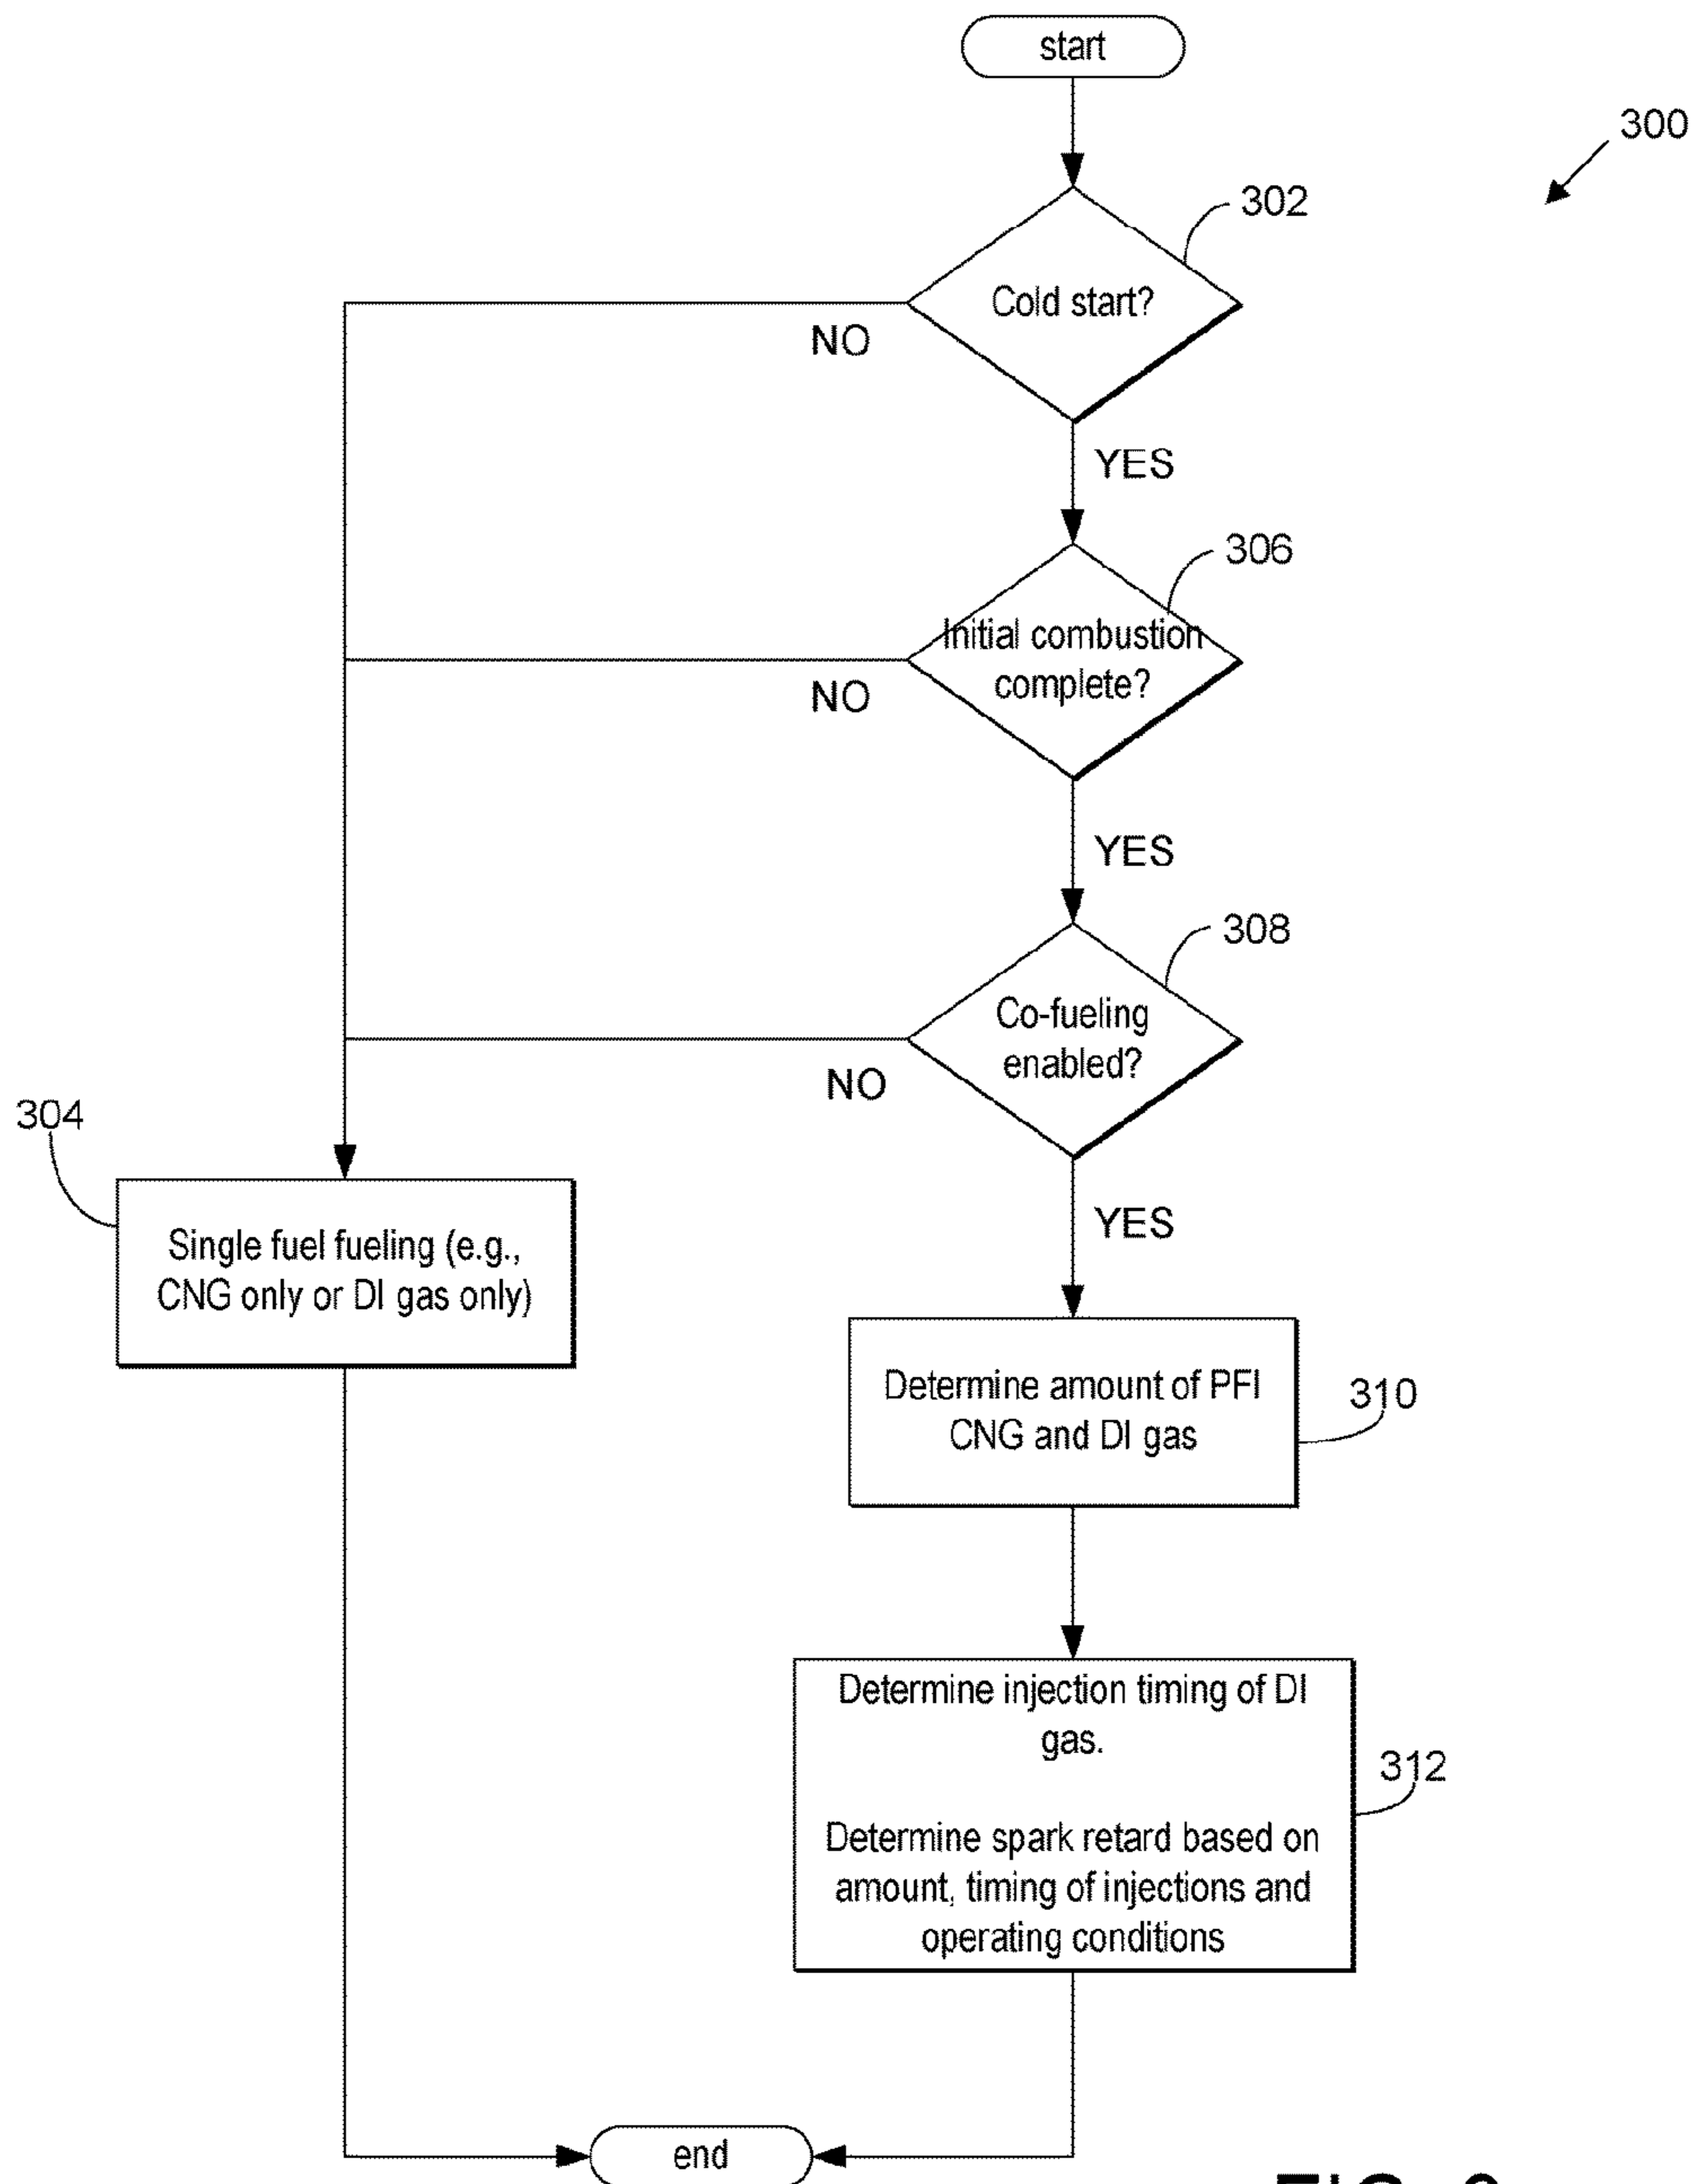 start
300
302
Cold start?
NO
YES
306
Initial combustion
complete?
NO
YES
308
Co-fueling
enabled?
NO
304
YES
Single fuel fueling (e.g.,
CNG only or DI gas only)
Determine amount of PFI
CNG and DI gas
310
Determine injection timing of DI
gas.
312
Determine spark retard based on
amount, timing of injections and
operating conditions
end